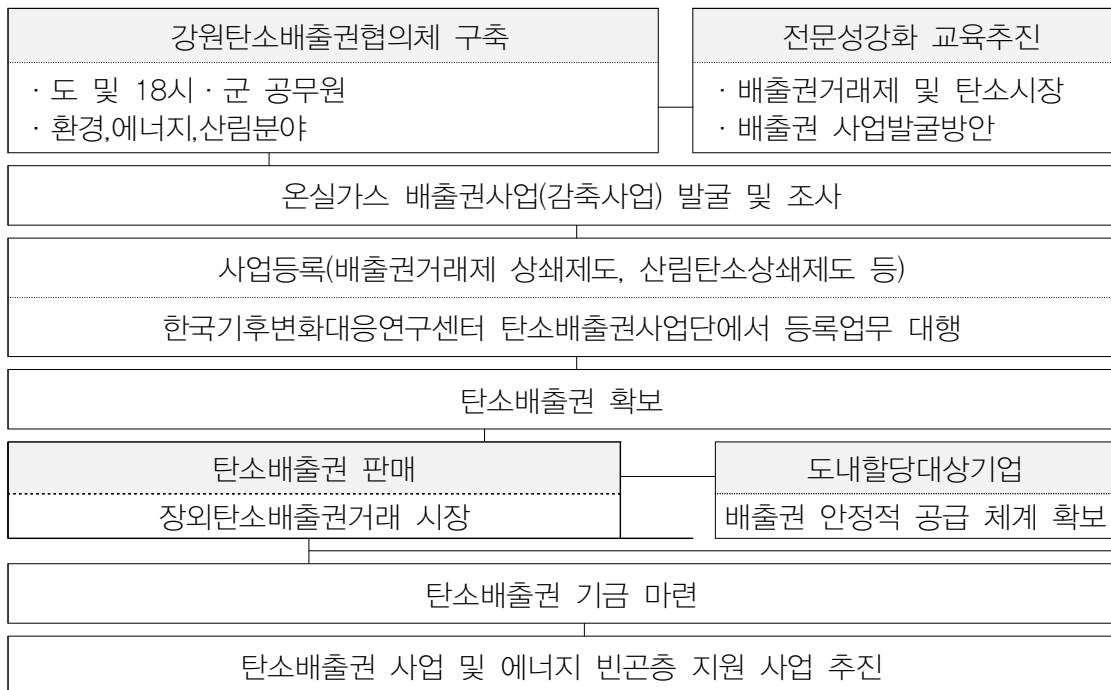 강원탄소배출권협의체 구축
· 도 및 18시 · 군 공무원
· 환경,에너지,산림분야
전문성강화 교육추진
· 배출권거래제 및 탄소시장
· 배출권 사업발굴방안
온실가스 배출권사업(감축사업) 발굴 및 조사
사업등록(배출권거래제 상쇄제도, 산림탄소상쇄제도 등)
한국기후변화대응연구센터 탄소배출권사업단에서 등록업무 대행
탄소배출권 확보
탄소배출권 판매
장외탄소배출권거래 시장
도내할당대상기업
배출권 안정적 공급 체계 확보
탄소배출권 기금 마련
탄소배출권 사업 및 에너지 빈곤층 지원 사업 추진